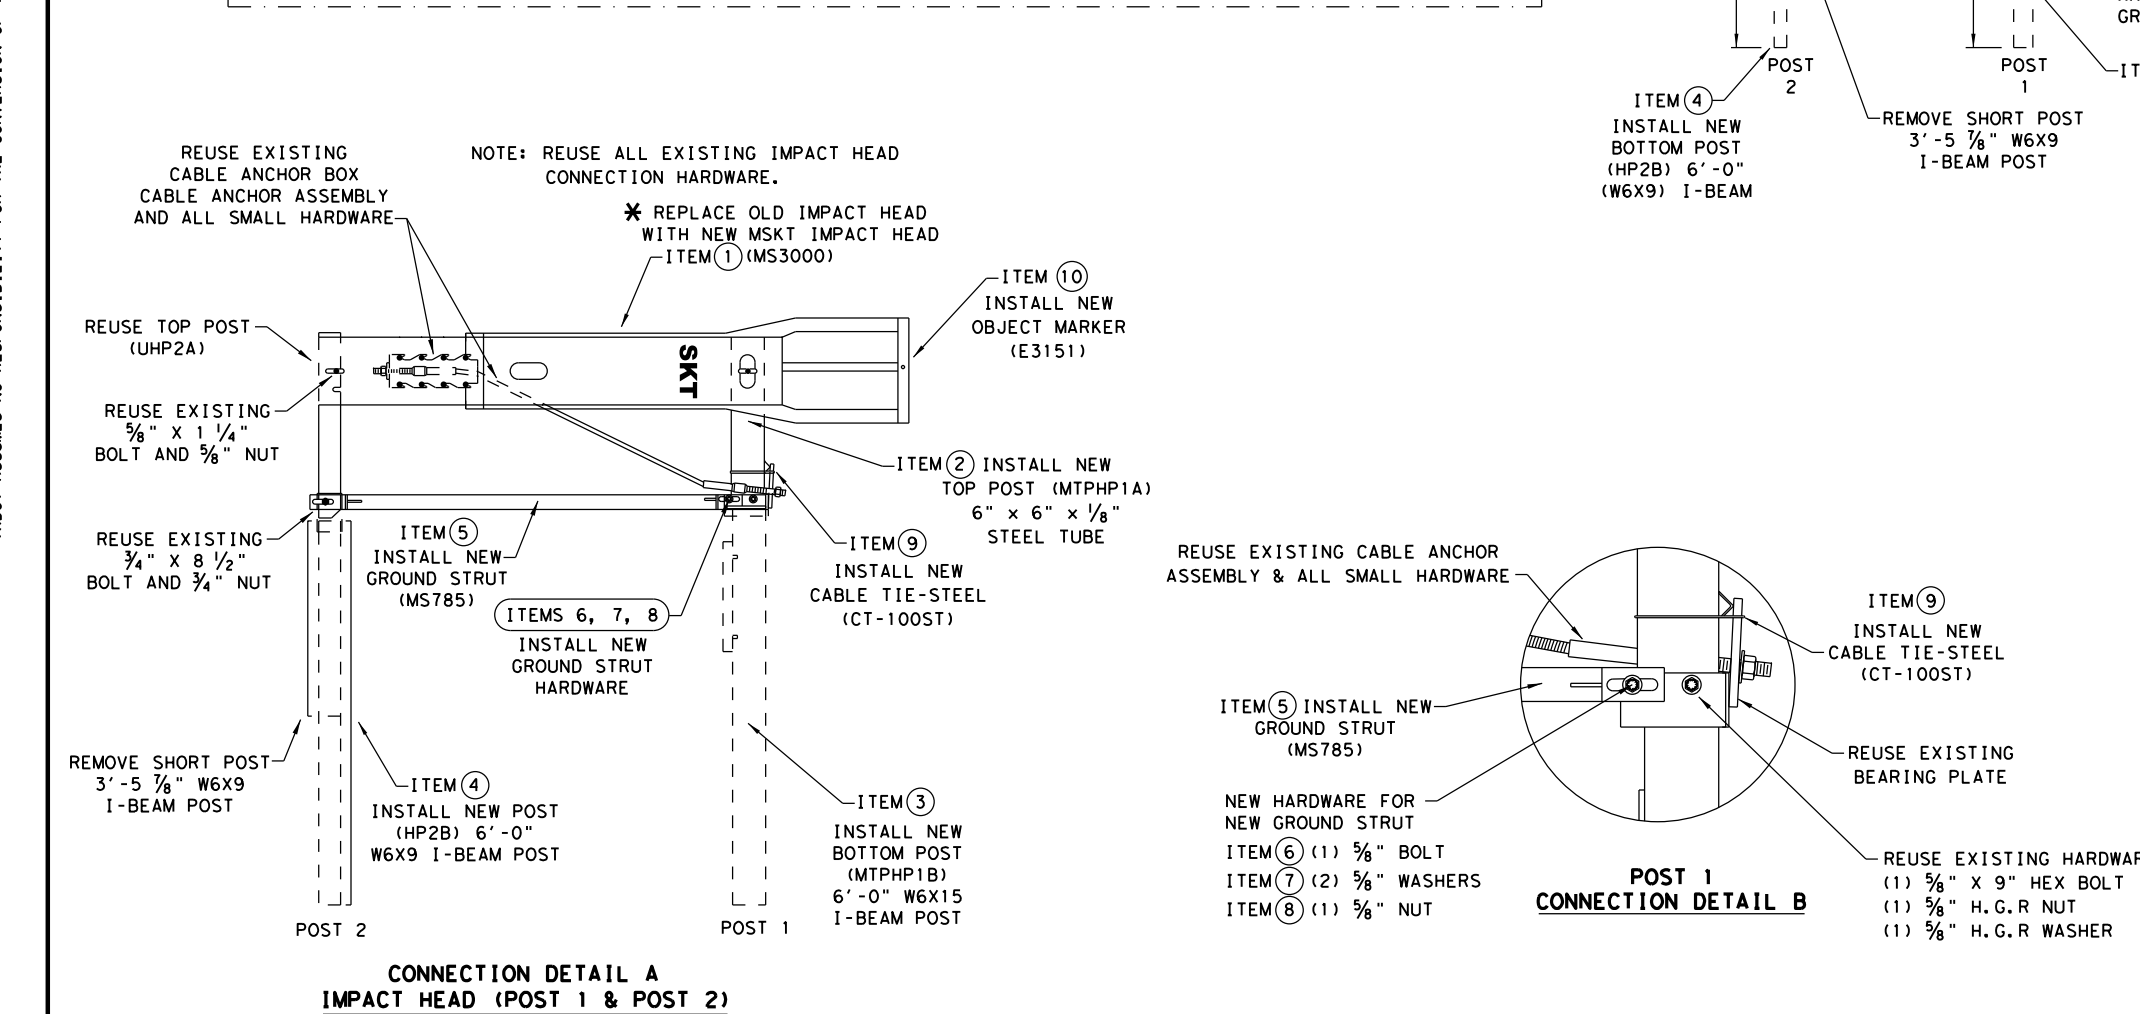 POST
2
POST
1
GR
IT
ITEM 4
INSTALL NEW
BOTTOM POST
(HP2B) 6'-0"
(W6X9) I-BEAM
REMOVE SHORT POST
3'-5 7/8" W6X9
I-BEAM POST
REUSE EXISTING
CABLE ANCHOR BOX
CABLE ANCHOR ASSEMBLY
AND ALL SMALL HARDWARE
NOTE: REUSE ALL EXISTING IMPACT HEAD
CONNECTION HARDWARE.
* REPLACE OLD IMPACT HEAD
WITH NEW MSKT IMPACT HEAD
ITEM 1 (MS3000)
ITEM 10
INSTALL NEW
OBJECT MARKER
(E3151)
REUSE TOP POST
(UHP2A)
SKT
REUSE EXISTING
5/8" X 1 1/4"
BOLT AND 5/8" NUT
ITEM 2 INSTALL NEW
TOP POST (MTPHP1A)
6" x 6" x 1/8"
STEEL TUBE
REUSE EXISTING
3/4" X 8 1/2"
BOLT AND 3/4" NUT
ITEM 5
INSTALL NEW
GROUND STRUT
(MS785)
ITEM 9
INSTALL NEW
CABLE TIE-STEEL
(CT-100ST)
ITEMS 6, 7, 8
INSTALL NEW
GROUND STRUT
HARDWARE
REMOVE SHORT POST
3'-5 7/8" W6X9
I-BEAM POST
ITEM 4
INSTALL NEW POST
(HP2B) 6'-0"
W6X9 I-BEAM POST
ITEM 3
INSTALL NEW
BOTTOM POST
(MTPHP1B)
6'-0" W6X15
I-BEAM POST
POST 2
POST 1
CONNECTION DETAIL A
IMPACT HEAD (POST 1 & POST 2)
REUSE EXISTING CABLE ANCHOR
ASSEMBLY & ALL SMALL HARDWARE
ITEM 9
INSTALL NEW
CABLE TIE-STEEL
(CT-100ST)
ITEM 5 INSTALL NEW
GROUND STRUT
(MS785)
REUSE EXISTING
BEARING PLATE
NEW HARDWARE FOR
NEW GROUND STRUT
ITEM 6 (1) 5/8" BOLT
ITEM 7 (2) 5/8" WASHERS
ITEM 8 (1) 5/8" NUT
REUSE EXISTING HARDWAR
(1) 5/8" X 9" HEX BOLT
(1) 5/8" H.G.R NUT
(1) 5/8" H.G.R WASHER
POST 1
CONNECTION DETAIL B